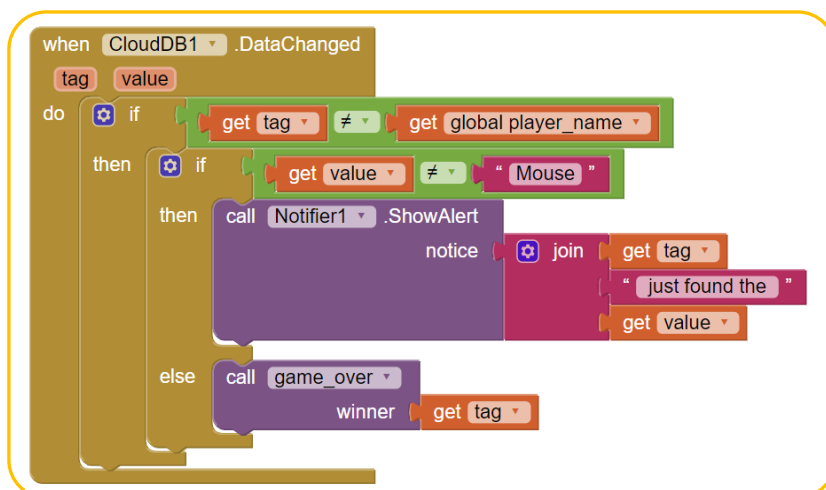 when CloudDB1 .DataChanged
tag value
do if get tag ≠ get global player_name
then if get value ≠ " Mouse "
then call Notifier1 .ShowAlert
notice join get tag
" just found the "
get value
else call game_over
winner get tag